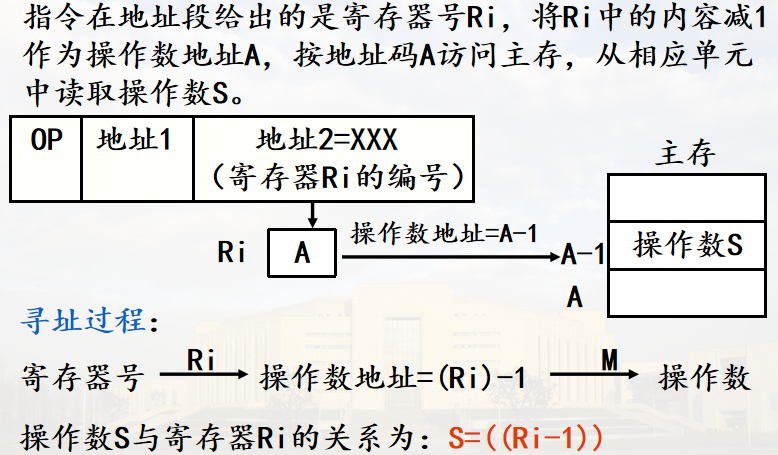 指令在地址段给出的是寄存器号Ri，将Ri中的内容减1
作为操作数地址A，按地址码A访问主存，从相应单元
中读取操作数S。
OP 地址1 地址2=XXX
（寄存器Ri的编号）
主存
Ri A 操作数地址=A-1 A-1 操作数S
A
寻址过程：
寄存器号 Ri 操作数地址=(Ri)-1 M 操作数
操作数S与寄存器Ri的关系为：S=((Ri-1))